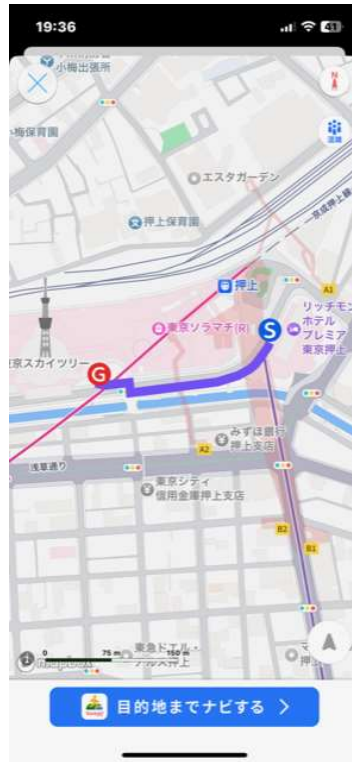 19:36
41
小梅出張所
N
梅保育園
混雑
エスタガーデン
京成押上線
押上保育園
押上
A1
東京ソラマチ(R)
S
リッチモン
ホテル
プレミア
東京押上
京スカイツリー
G
みずほ銀行
押上支店
A2
浅草通り
東京シティ
信用金庫押上支店
B2
B1
0
75 m
150 m
mapbox
東急ドエル・
アルス押上
目的地までナビする